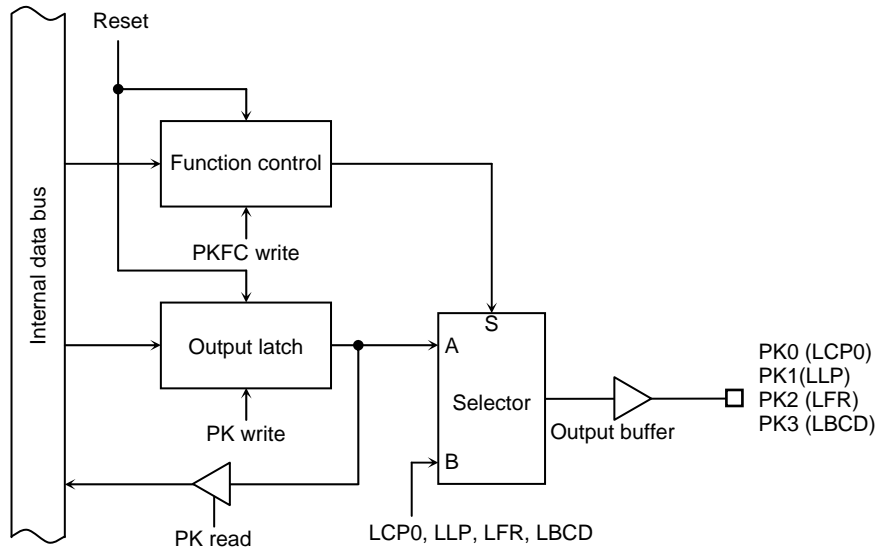 Reset
Internal data bus
Function control
PKFC write
Output latch
PK write
PK read
S
A
Selector
B
LCP0, LLP, LFR, LBCD
Output buffer
PK0 (LCP0)
PK1(LLP)
PK2 (LFR)
PK3 (LBCD)